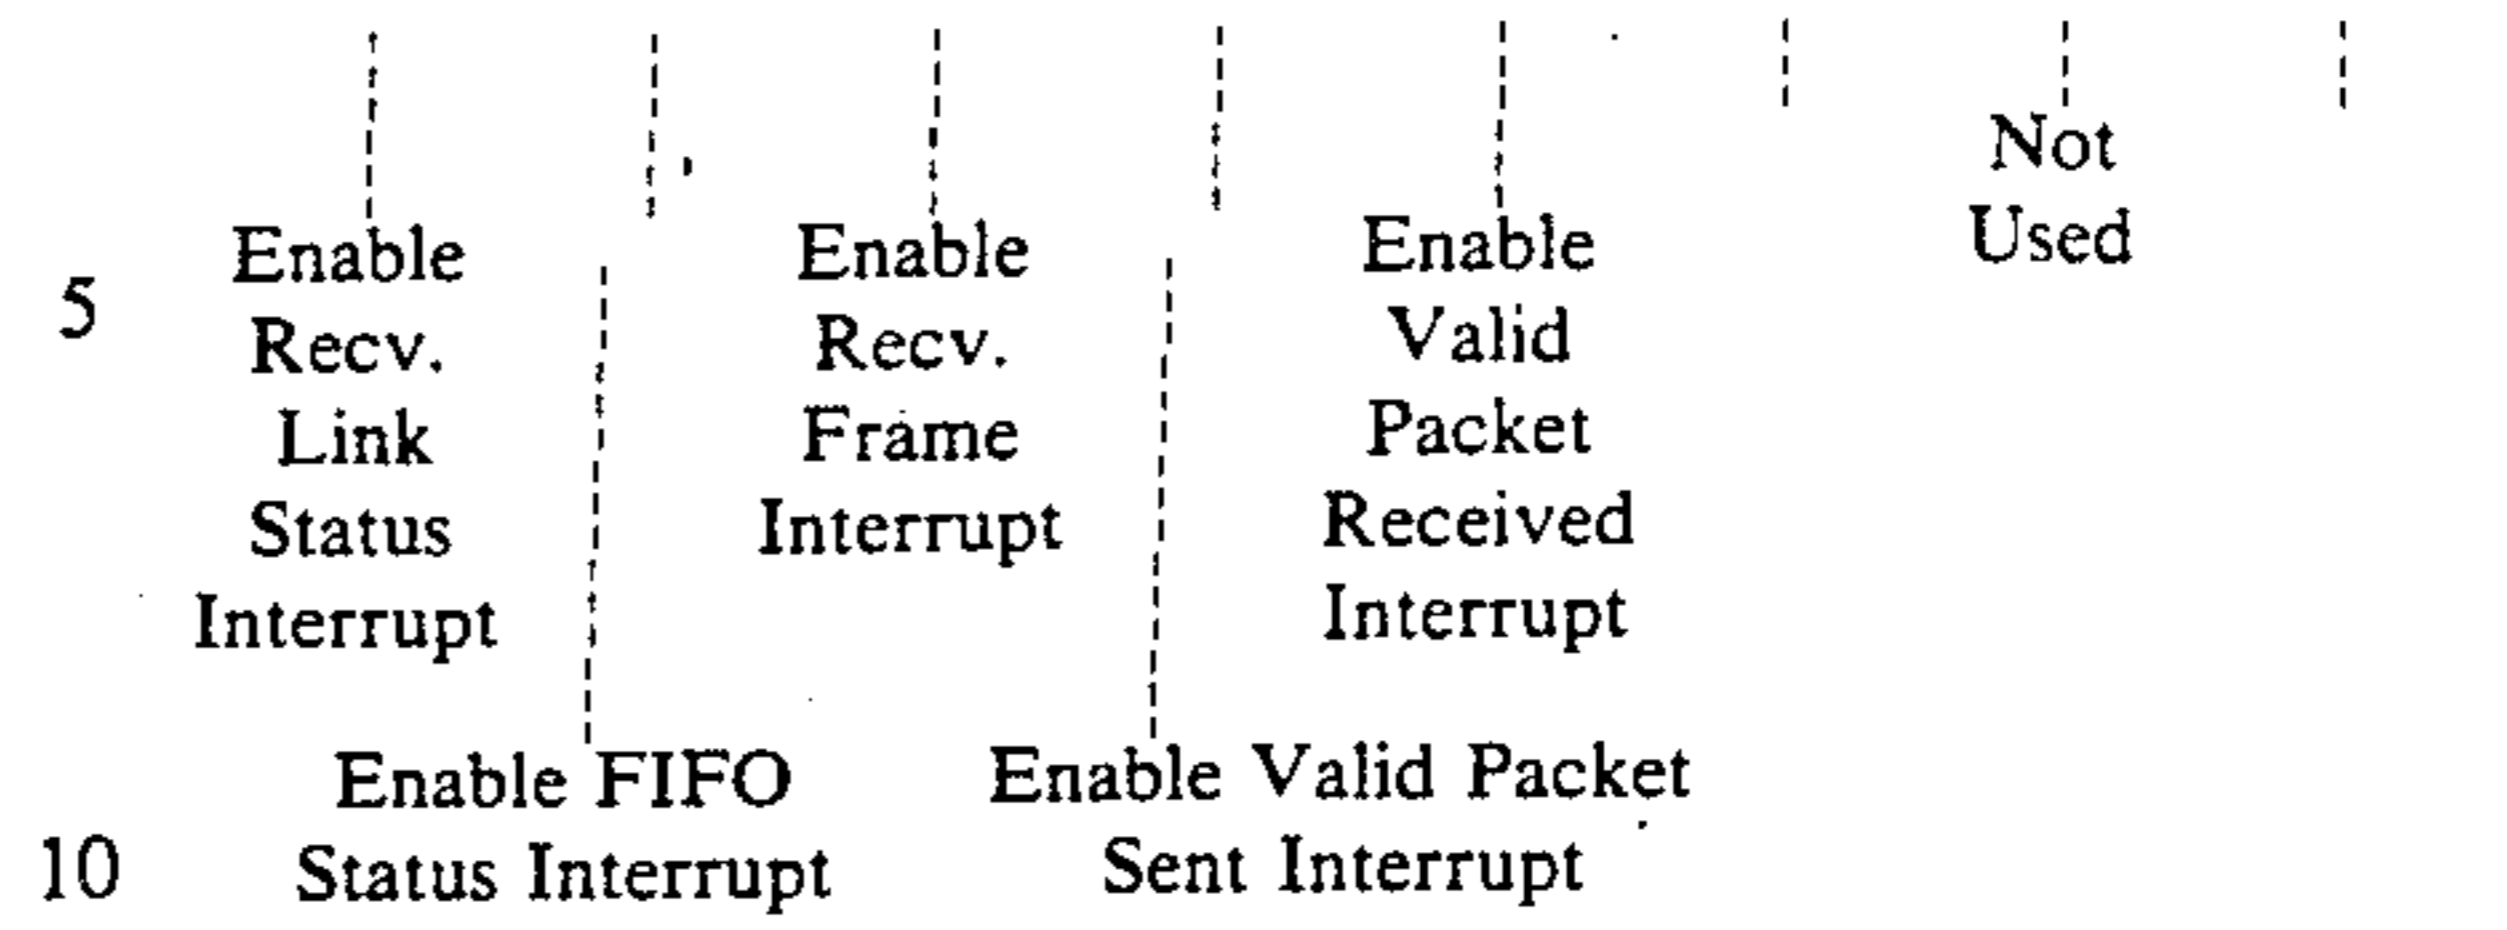 Not
Used
5
Enable
Recv.
Link
Status
Interrupt
Enable
Recv.
Frame
Interrupt
Enable
Valid
Packet
Received
Interrupt
10
Enable FIFO
Status Interrupt
Enable Valid Packet
Sent Interrupt